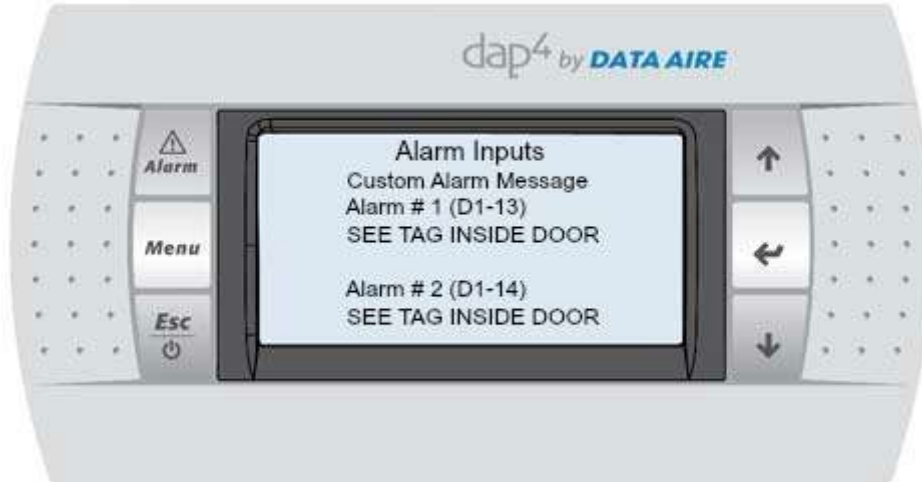 dap4 by DATA AIRE
Alarm
Menu
Esc
Alarm Inputs
Custom Alarm Message
Alarm # 1 (D1-13)
SEE TAG INSIDE DOOR
Alarm # 2 (D1-14)
SEE TAG INSIDE DOOR